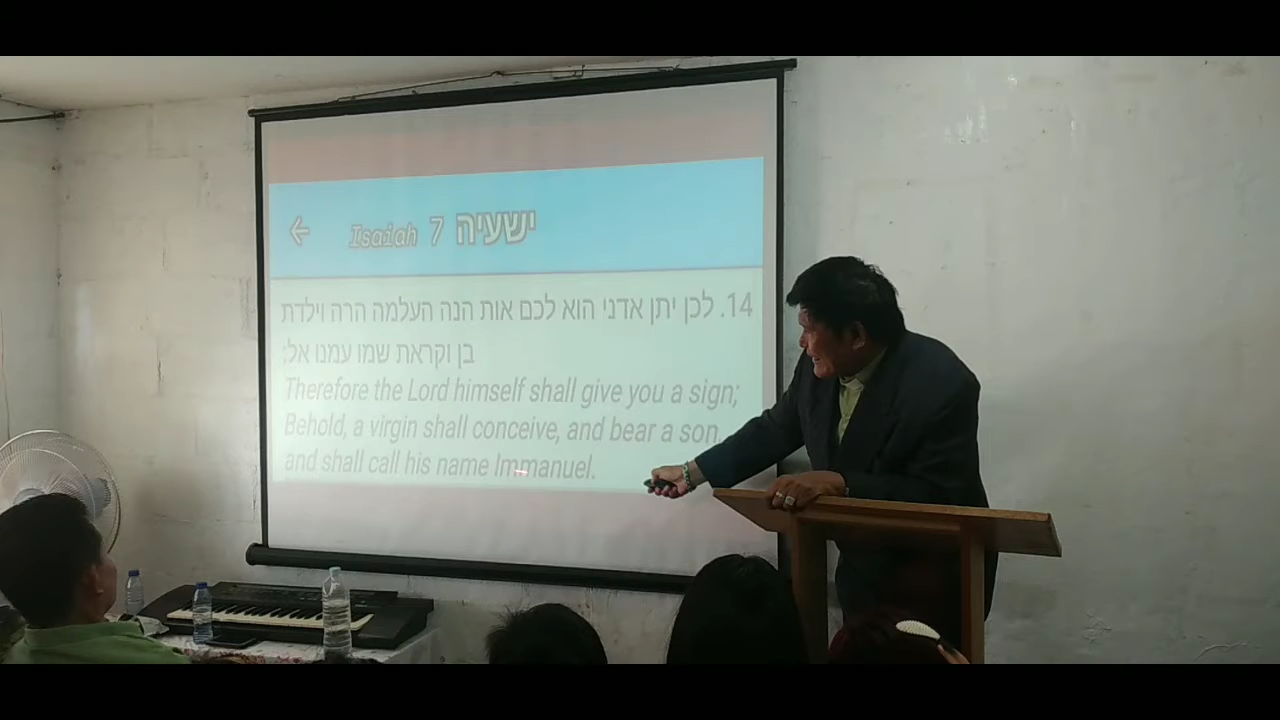 ← Isaiah 7 ישעיה
14. לכן יתן אדני הוא לכם אות הנה העלמה הרה וילדת
בן וקראת שמו עמנו אל:
Therefore the Lord himself shall give you a sign;
Behold, a virgin shall conceive, and bear a son,
and shall call his name Immanuel.